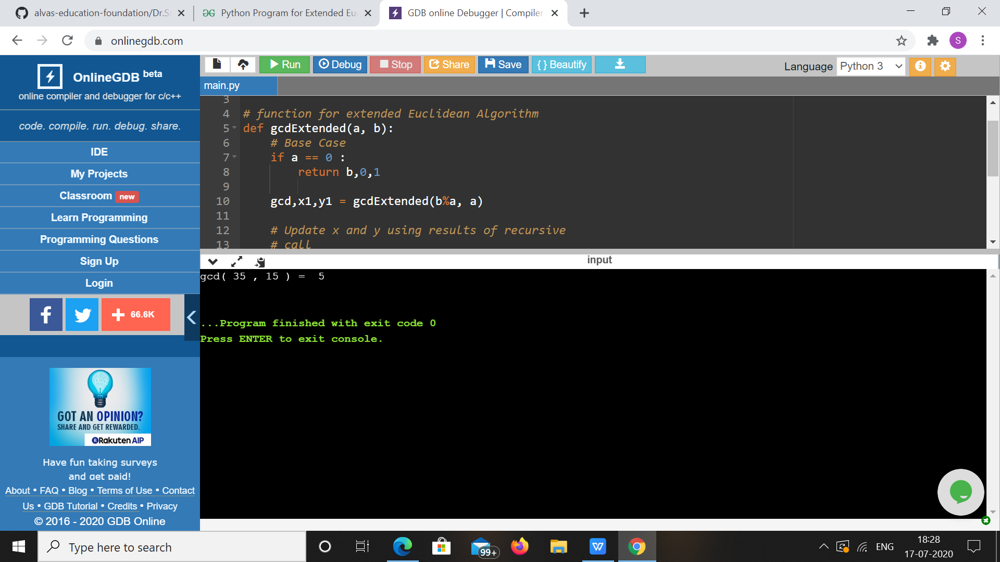 alvas-education-foundation/Dr.S
Python Program for Extended Eu
GDB online Debugger | Compiler
onlinegdb.com
S
OnlineGDB beta
online compiler and debugger for c/c++
code. compile. run. debug. share.
IDE
My Projects
Classroom new
Learn Programming
Programming Questions
Sign Up
Login
66.6K
idea
GOT AN OPINION?
SHARE AND GET REWARDED.
Rakuten AIP
Have fun taking surveys
and get paid!
About • FAQ • Blog • Terms of Use • Contact
Us • GDB Tutorial • Credits • Privacy
© 2016 - 2020 GDB Online
Run Debug Stop Share Save { } Beautify
Language Python 3
main.py
3
4 # function for extended Euclidean Algorithm
5 def gcdExtended(a, b):
6 # Base Case
7 if a == 0 :
8 return b,0,1
9
10 gcd,x1,y1 = gcdExtended(b%a, a)
11
12 # Update x and y using results of recursive
13 # call
input
gcd( 35 , 15 ) =  5
...Program finished with exit code 0
Press ENTER to exit console.
Type here to search
99+
ENG
18:28
17-07-2020